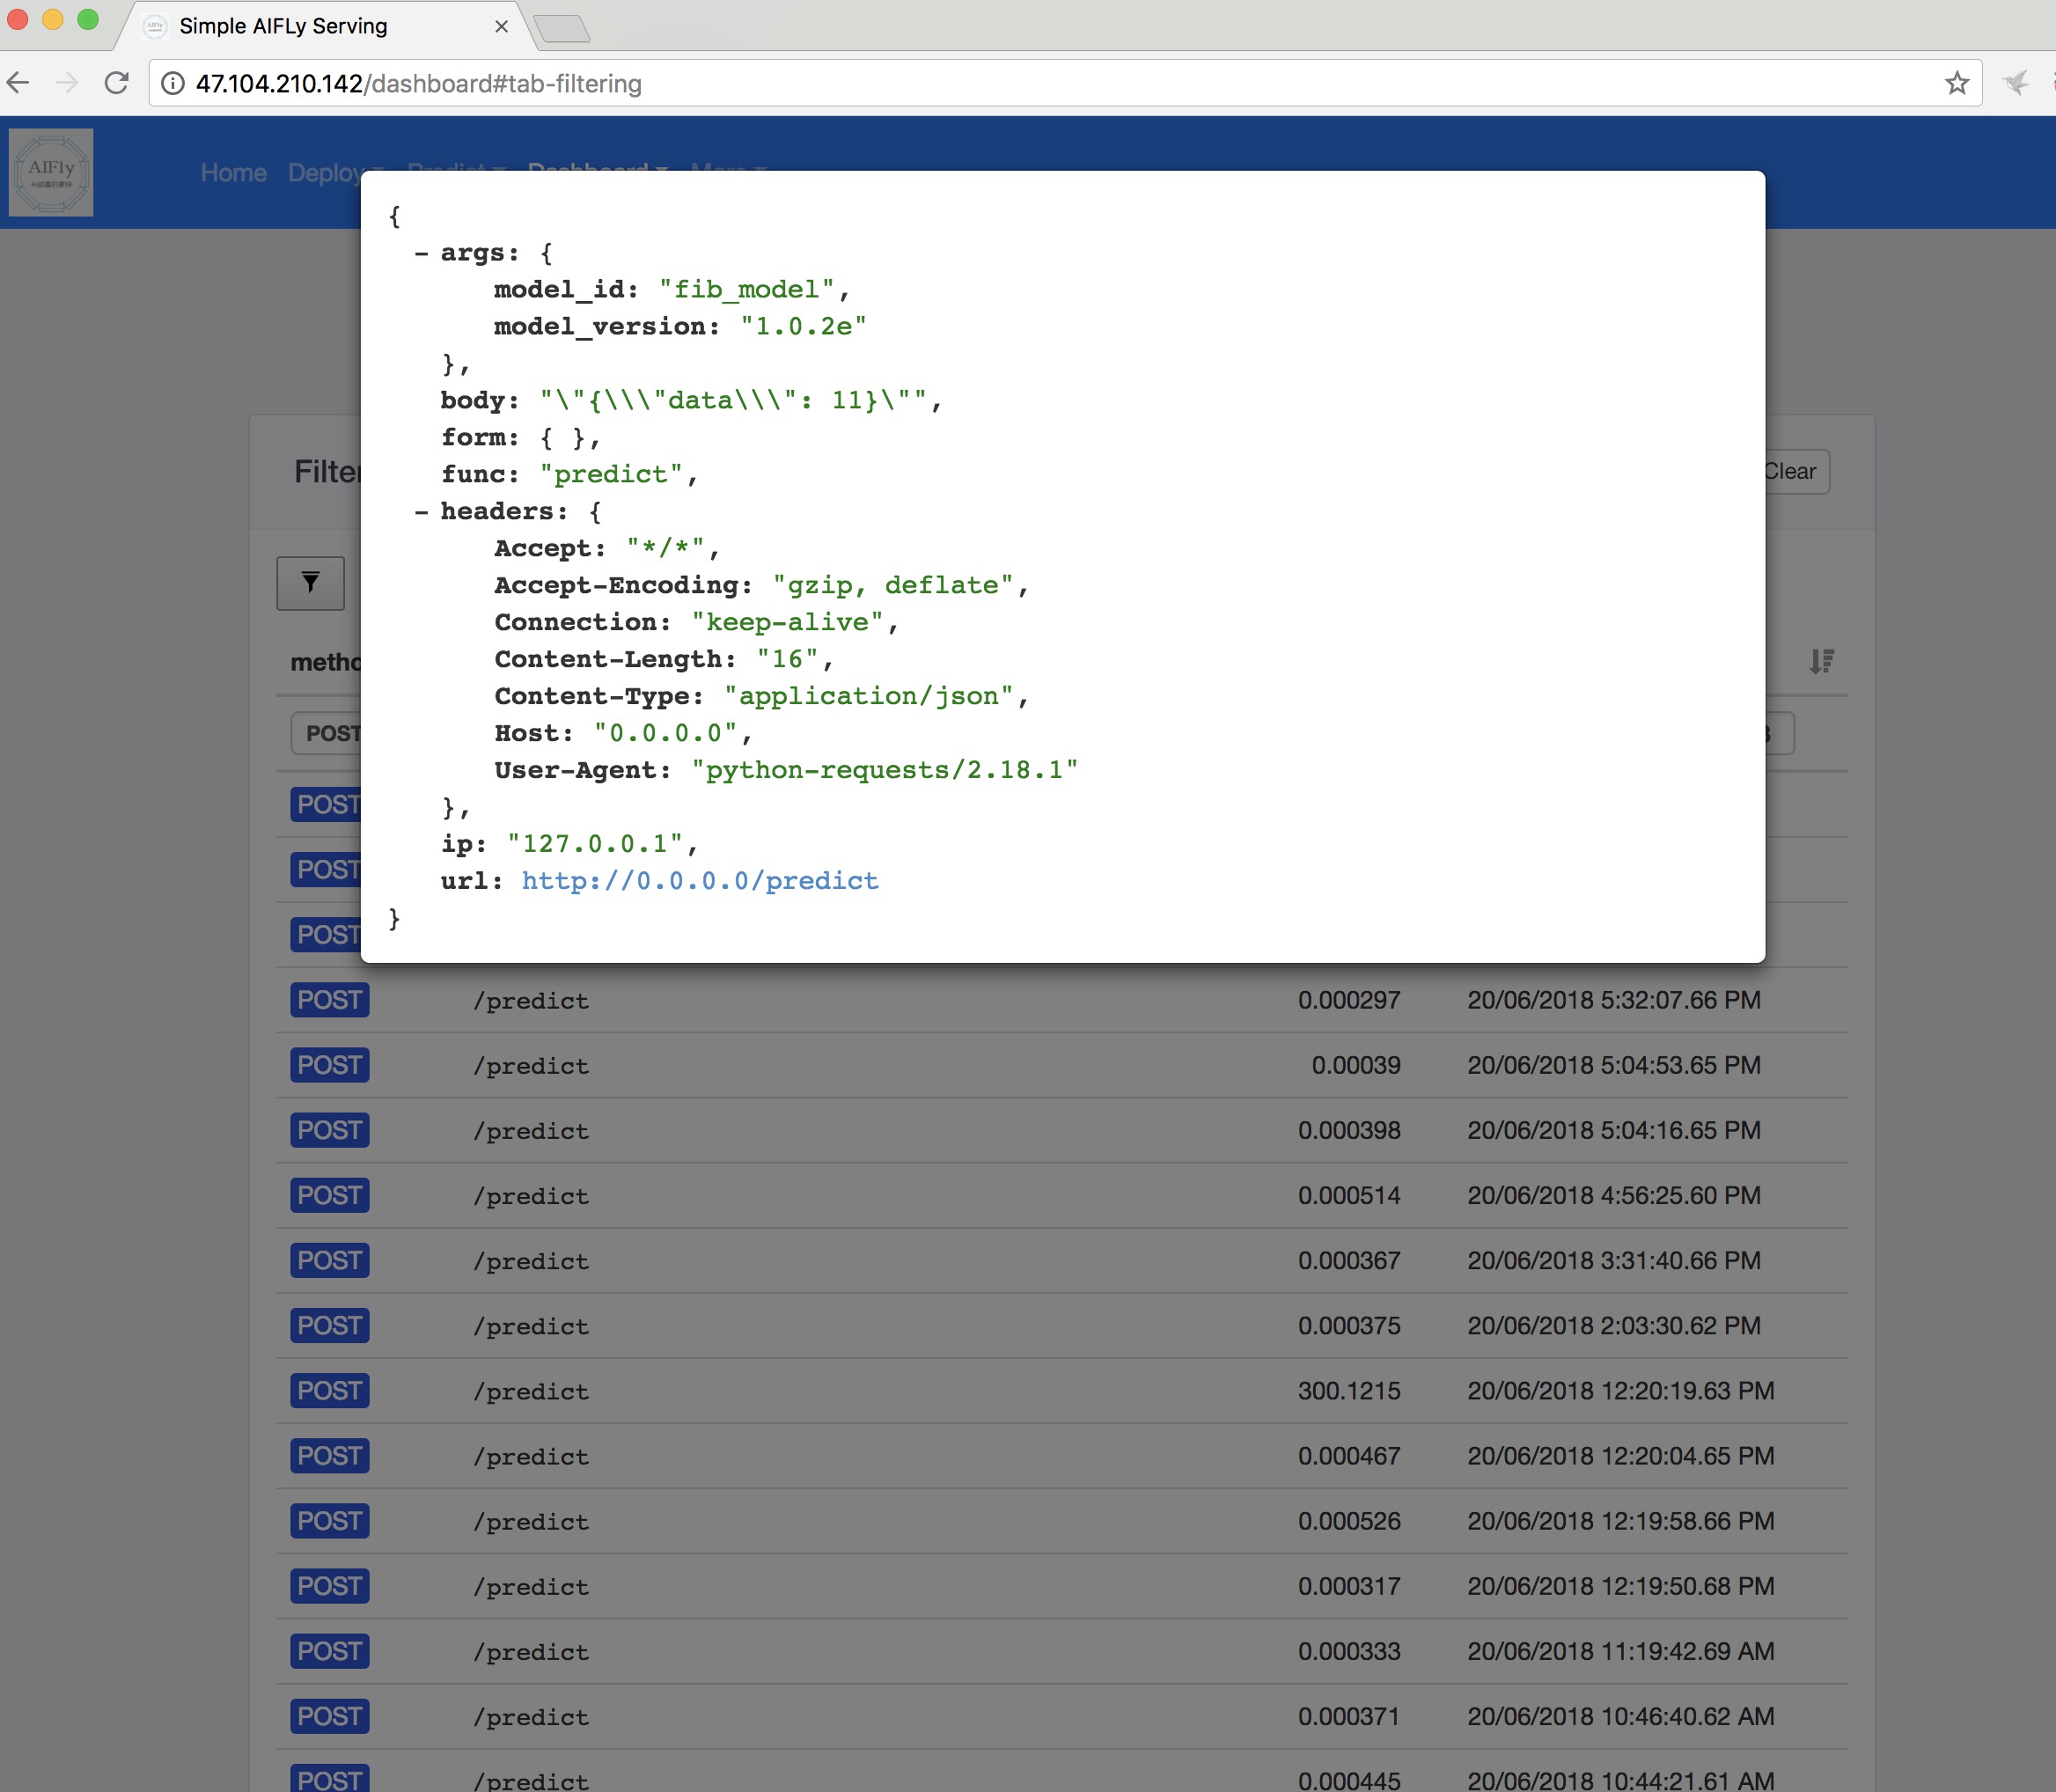 Simple AIFLy Serving
47.104.210.142/dashboard#tab-filtering
AIFly
Home Deploy Predict Dashboard More
{
- args: {
model_id: "fib_model",
model_version: "1.0.2e"
},
body: "\"{\\\"data\\\": 11}\"",
form: { },
func: "predict",
- headers: {
Accept: "*/*",
Accept-Encoding: "gzip, deflate",
Connection: "keep-alive",
Content-Length: "16",
Content-Type: "application/json",
Host: "0.0.0.0",
User-Agent: "python-requests/2.18.1"
},
ip: "127.0.0.1",
url: http://0.0.0.0/predict
}
Filter Clear
metho
POST
POST
POST
POST
POST /predict 0.000297 20/06/2018 5:32:07.66 PM
POST /predict 0.00039 20/06/2018 5:04:53.65 PM
POST /predict 0.000398 20/06/2018 5:04:16.65 PM
POST /predict 0.000514 20/06/2018 4:56:25.60 PM
POST /predict 0.000367 20/06/2018 3:31:40.66 PM
POST /predict 0.000375 20/06/2018 2:03:30.62 PM
POST /predict 300.1215 20/06/2018 12:20:19.63 PM
POST /predict 0.000467 20/06/2018 12:20:04.65 PM
POST /predict 0.000526 20/06/2018 12:19:58.66 PM
POST /predict 0.000317 20/06/2018 12:19:50.68 PM
POST /predict 0.000333 20/06/2018 11:19:42.69 AM
POST /predict 0.000371 20/06/2018 10:46:40.62 AM
POST /predict 0.000445 20/06/2018 10:44:21.61 AM